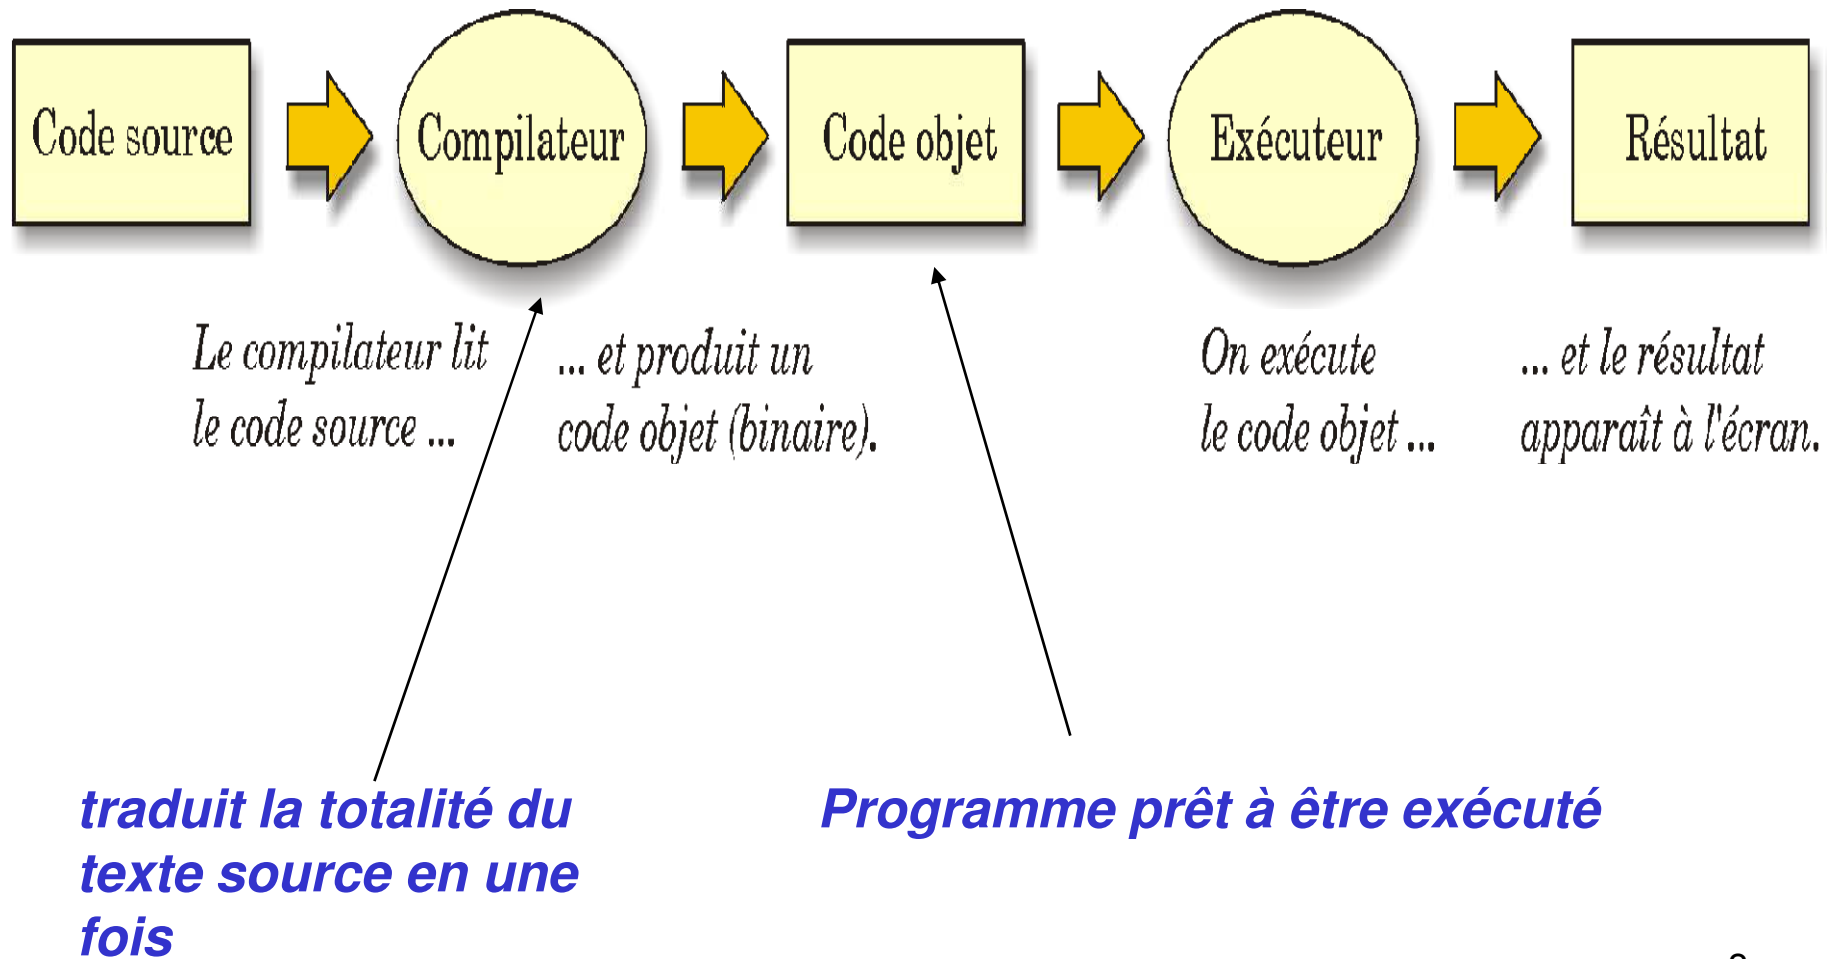 Code source
Compilateur
Code objet
Exécuteur
Résultat
Le compilateur lit
le code source ...
... et produit un
code objet (binaire).
On exécute
le code objet ...
... et le résultat
apparaît à l'écran.
traduit la totalité du
texte source en une
fois
Programme prêt à être exécuté